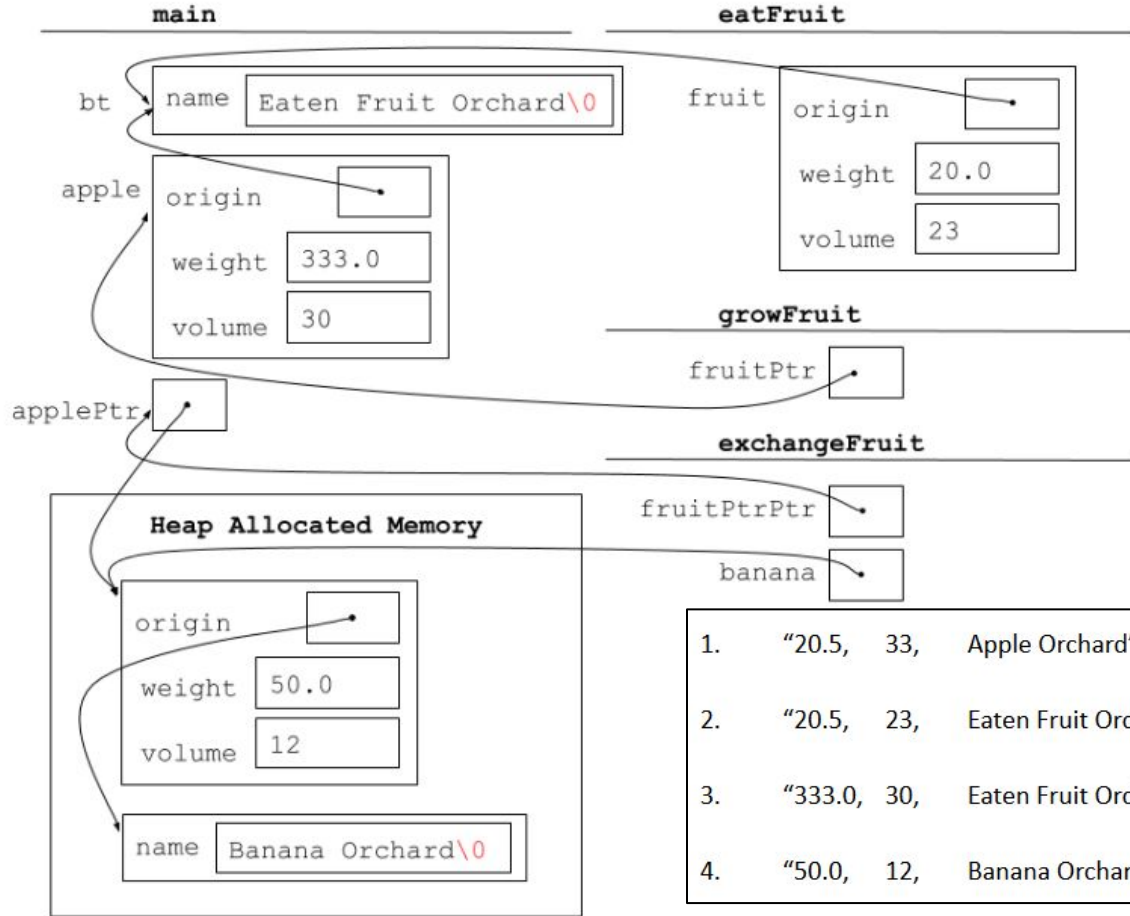 main
bt
name Eaten Fruit Orchard\0
apple
origin
weight 333.0
volume 30
applePtr
Heap Allocated Memory
origin
weight 50.0
volume 12
name Banana Orchard\0
eatFruit
fruit
origin
weight 20.0
volume 23
growFruit
fruitPtr
exchangeFruit
fruitPtrPtr
banana
1. “20.5, 33, Apple Orchard
2. “20.5, 23, Eaten Fruit
3. “333.0, 30, Eaten Fruit
4. “50.0, 12, Banana